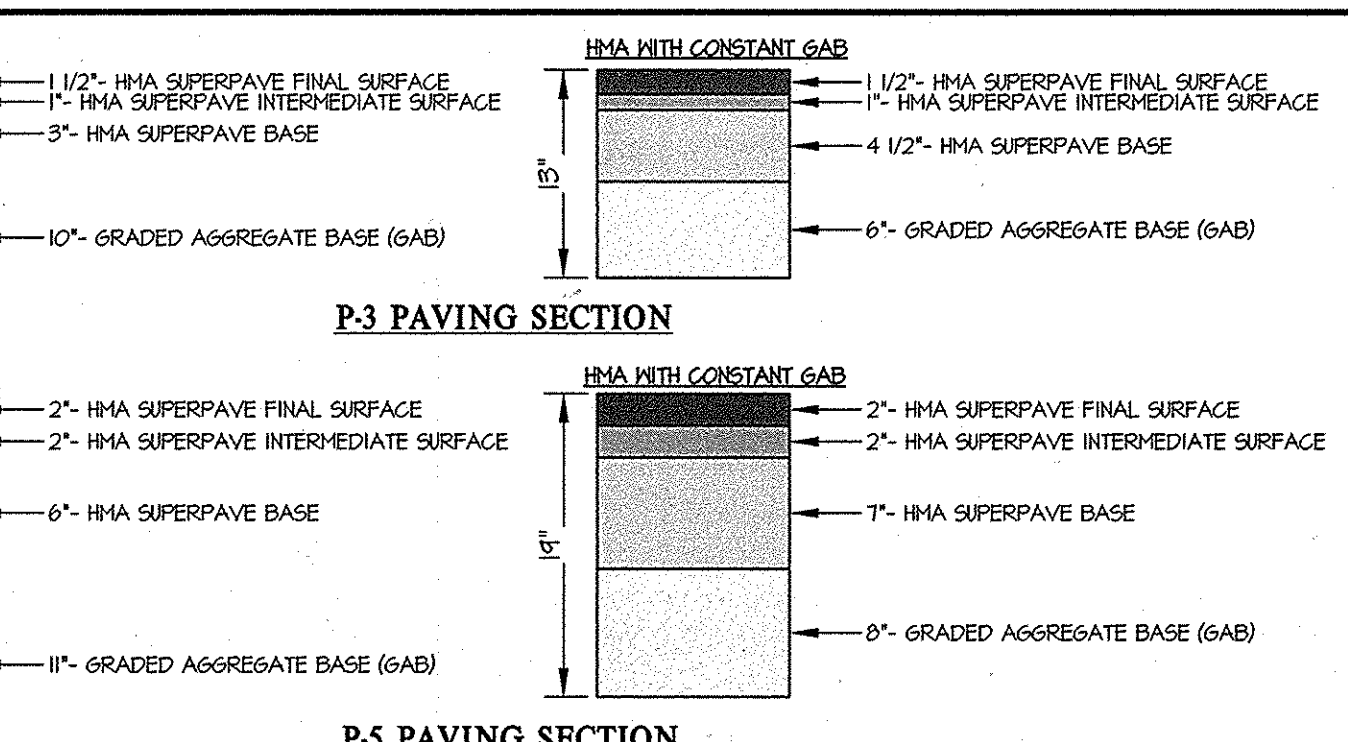 HMA WITH CONSTANT GAB
1 1/2"- HMA SUPERPAVE FINAL SURFACE
1"- HMA SUPERPAVE INTERMEDIATE SURFACE
3"- HMA SUPERPAVE BASE
10"- GRADED AGGREGATE BASE (GAB)
13"
1 1/2"- HMA SUPERPAVE FINAL SURFACE
1"- HMA SUPERPAVE INTERMEDIATE SURFACE
4 1/2"- HMA SUPERPAVE BASE
6"- GRADED AGGREGATE BASE (GAB)
P-3 PAVING SECTION
HMA WITH CONSTANT GAB
2"- HMA SUPERPAVE FINAL SURFACE
2"- HMA SUPERPAVE INTERMEDIATE SURFACE
6"- HMA SUPERPAVE BASE
11"- GRADED AGGREGATE BASE (GAB)
19"
2"- HMA SUPERPAVE FINAL SURFACE
2"- HMA SUPERPAVE INTERMEDIATE SURFACE
7"- HMA SUPERPAVE BASE
8"- GRADED AGGREGATE BASE (GAB)
P-5 PAVING SECTION